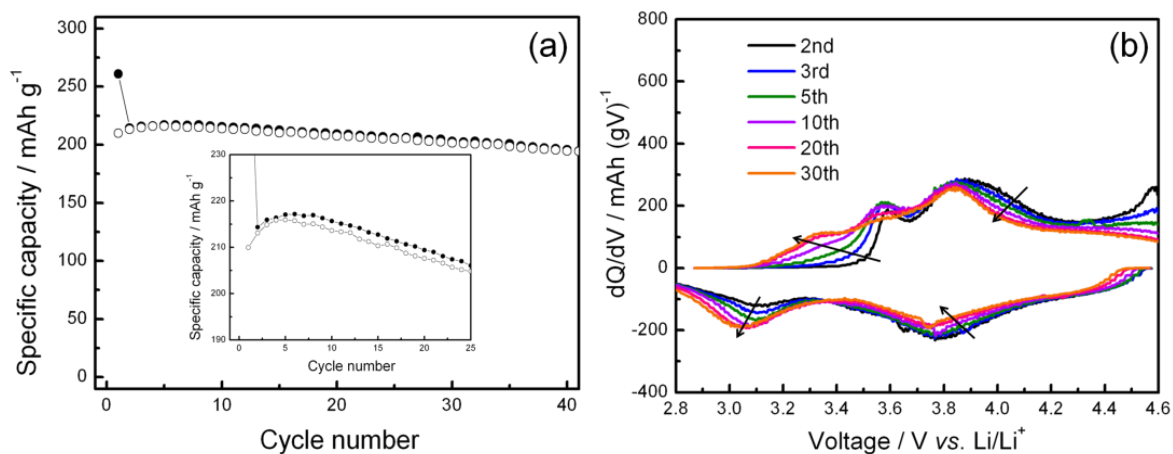 (a)
Specific capacity / mAh g⁻¹
300
250
200
150
100
50
0
0 10 20 30 40
Cycle number
Specific capacity / mAh g⁻¹
230
220
210
200
190
0 5 10 15 20 25
Cycle number
(b)
2nd
3rd
5th
10th
20th
30th
dQ/dV / mAh (gV)⁻¹
800
600
400
200
0
-200
-400
2.8 3.0 3.2 3.4 3.6 3.8 4.0 4.2 4.4 4.6
Voltage / V vs. Li/Li⁺